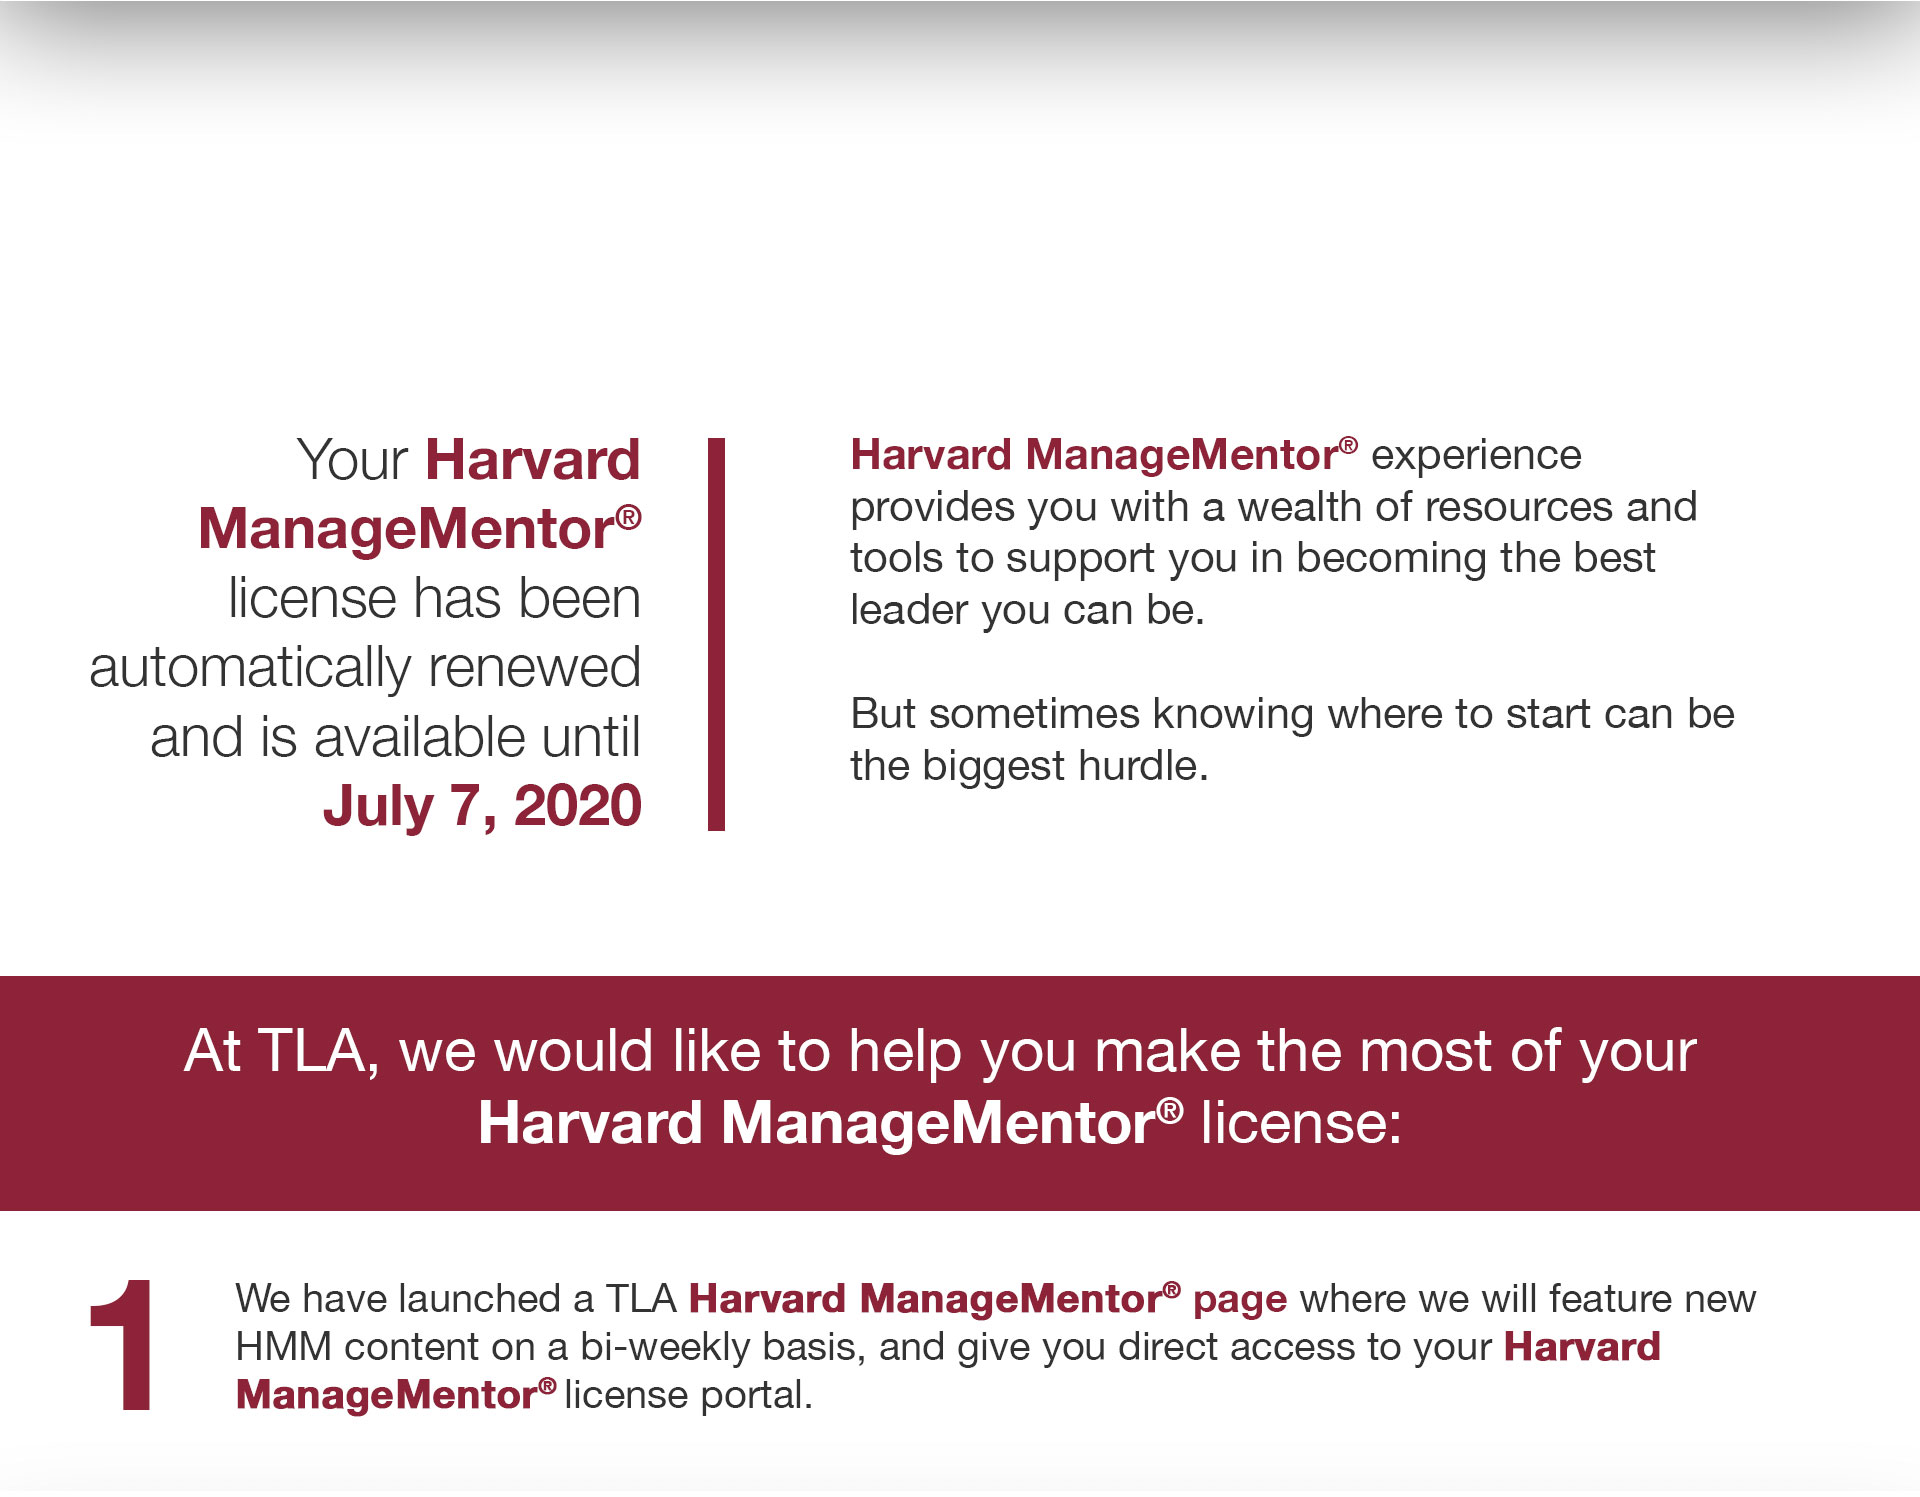 Your Harvard
ManageMentor®
license has been
automatically renewed
and is available until
July 7, 2020
Harvard ManageMentor® experience
provides you with a wealth of resources and
tools to support you in becoming the best
leader you can be.
But sometimes knowing where to start can be
the biggest hurdle.
At TLA, we would like to help you make the most of your
Harvard ManageMentor® license:
1
We have launched a TLA Harvard ManageMentor® page where we will feature new
HMM content on a bi-weekly basis, and give you direct access to your Harvard
ManageMentor® license portal.